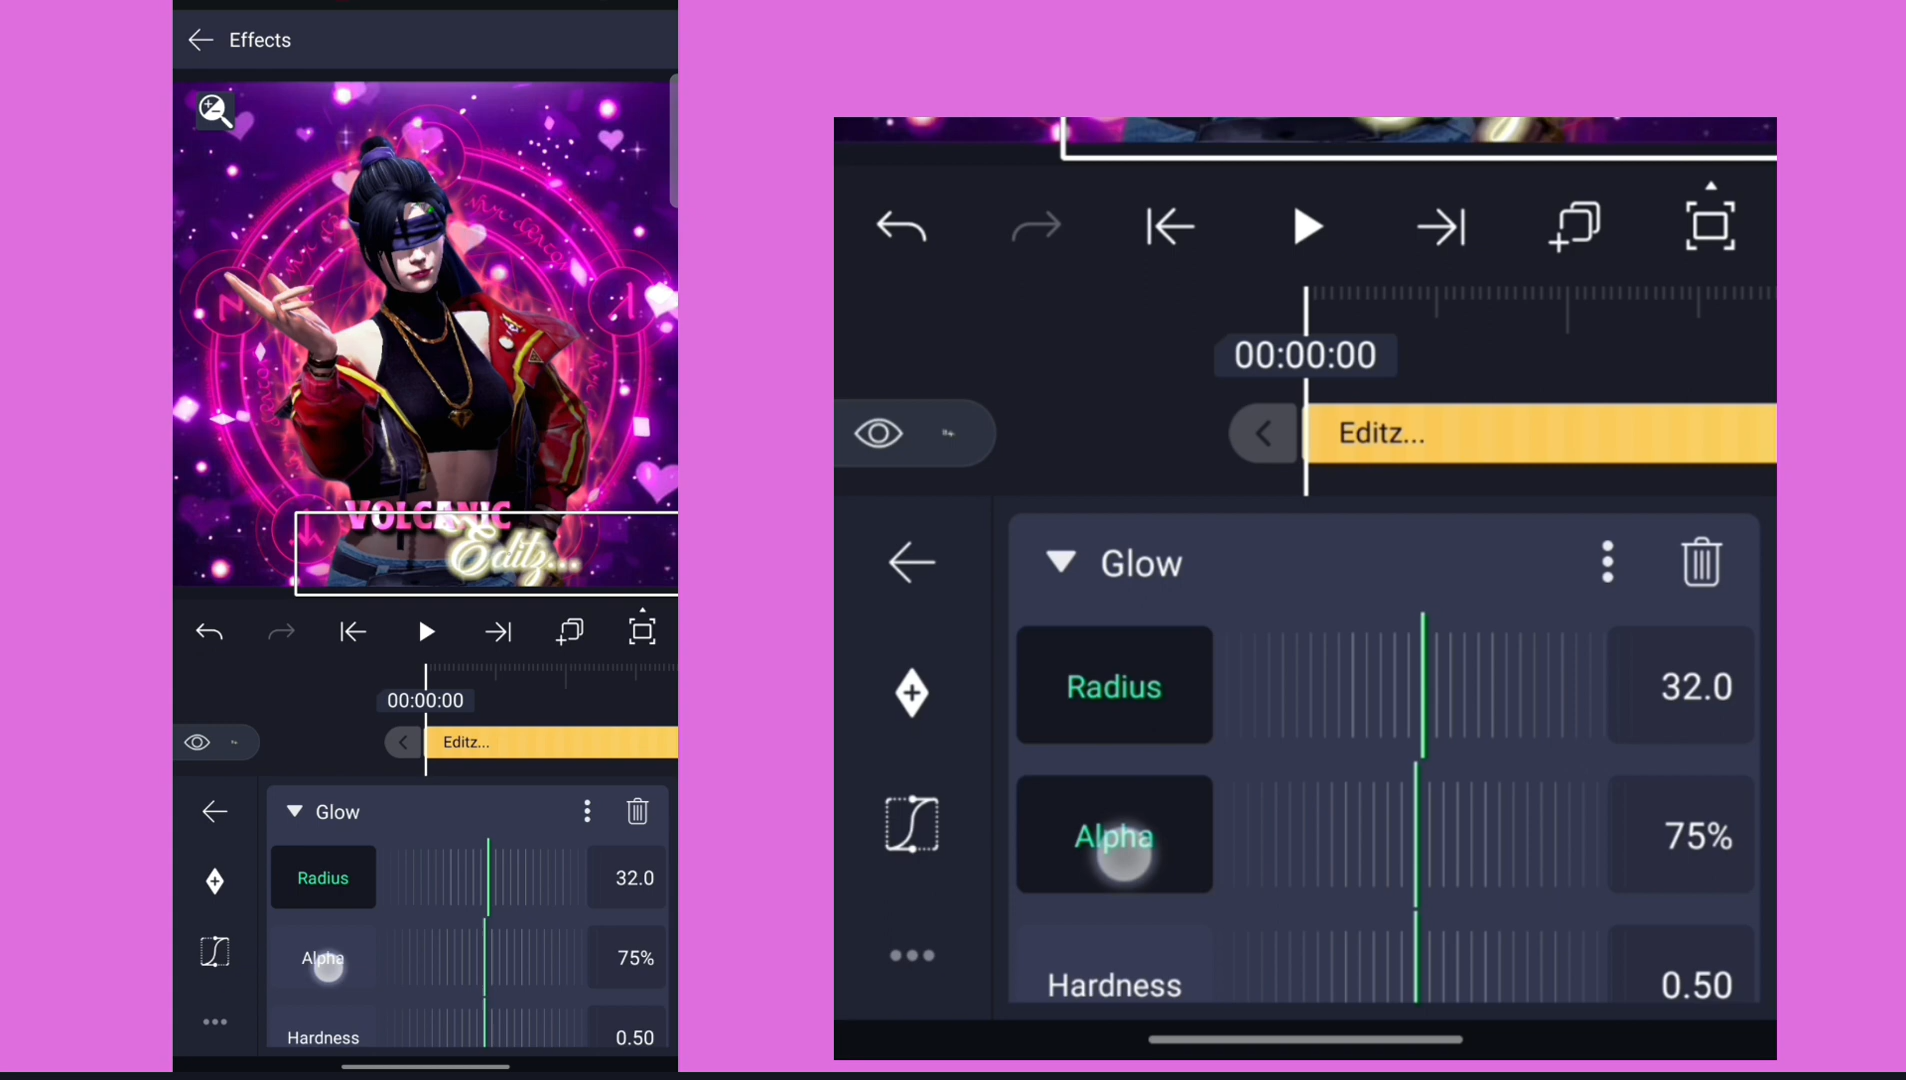 Effects
VOLCANIC
Editz...
00:00:00
Editz...
Glow
Radius
32.0
Alpha
75%
Hardness
0.50
00:00:00
Editz...
Glow
Radius
32.0
Alpha
75%
Hardness
0.50